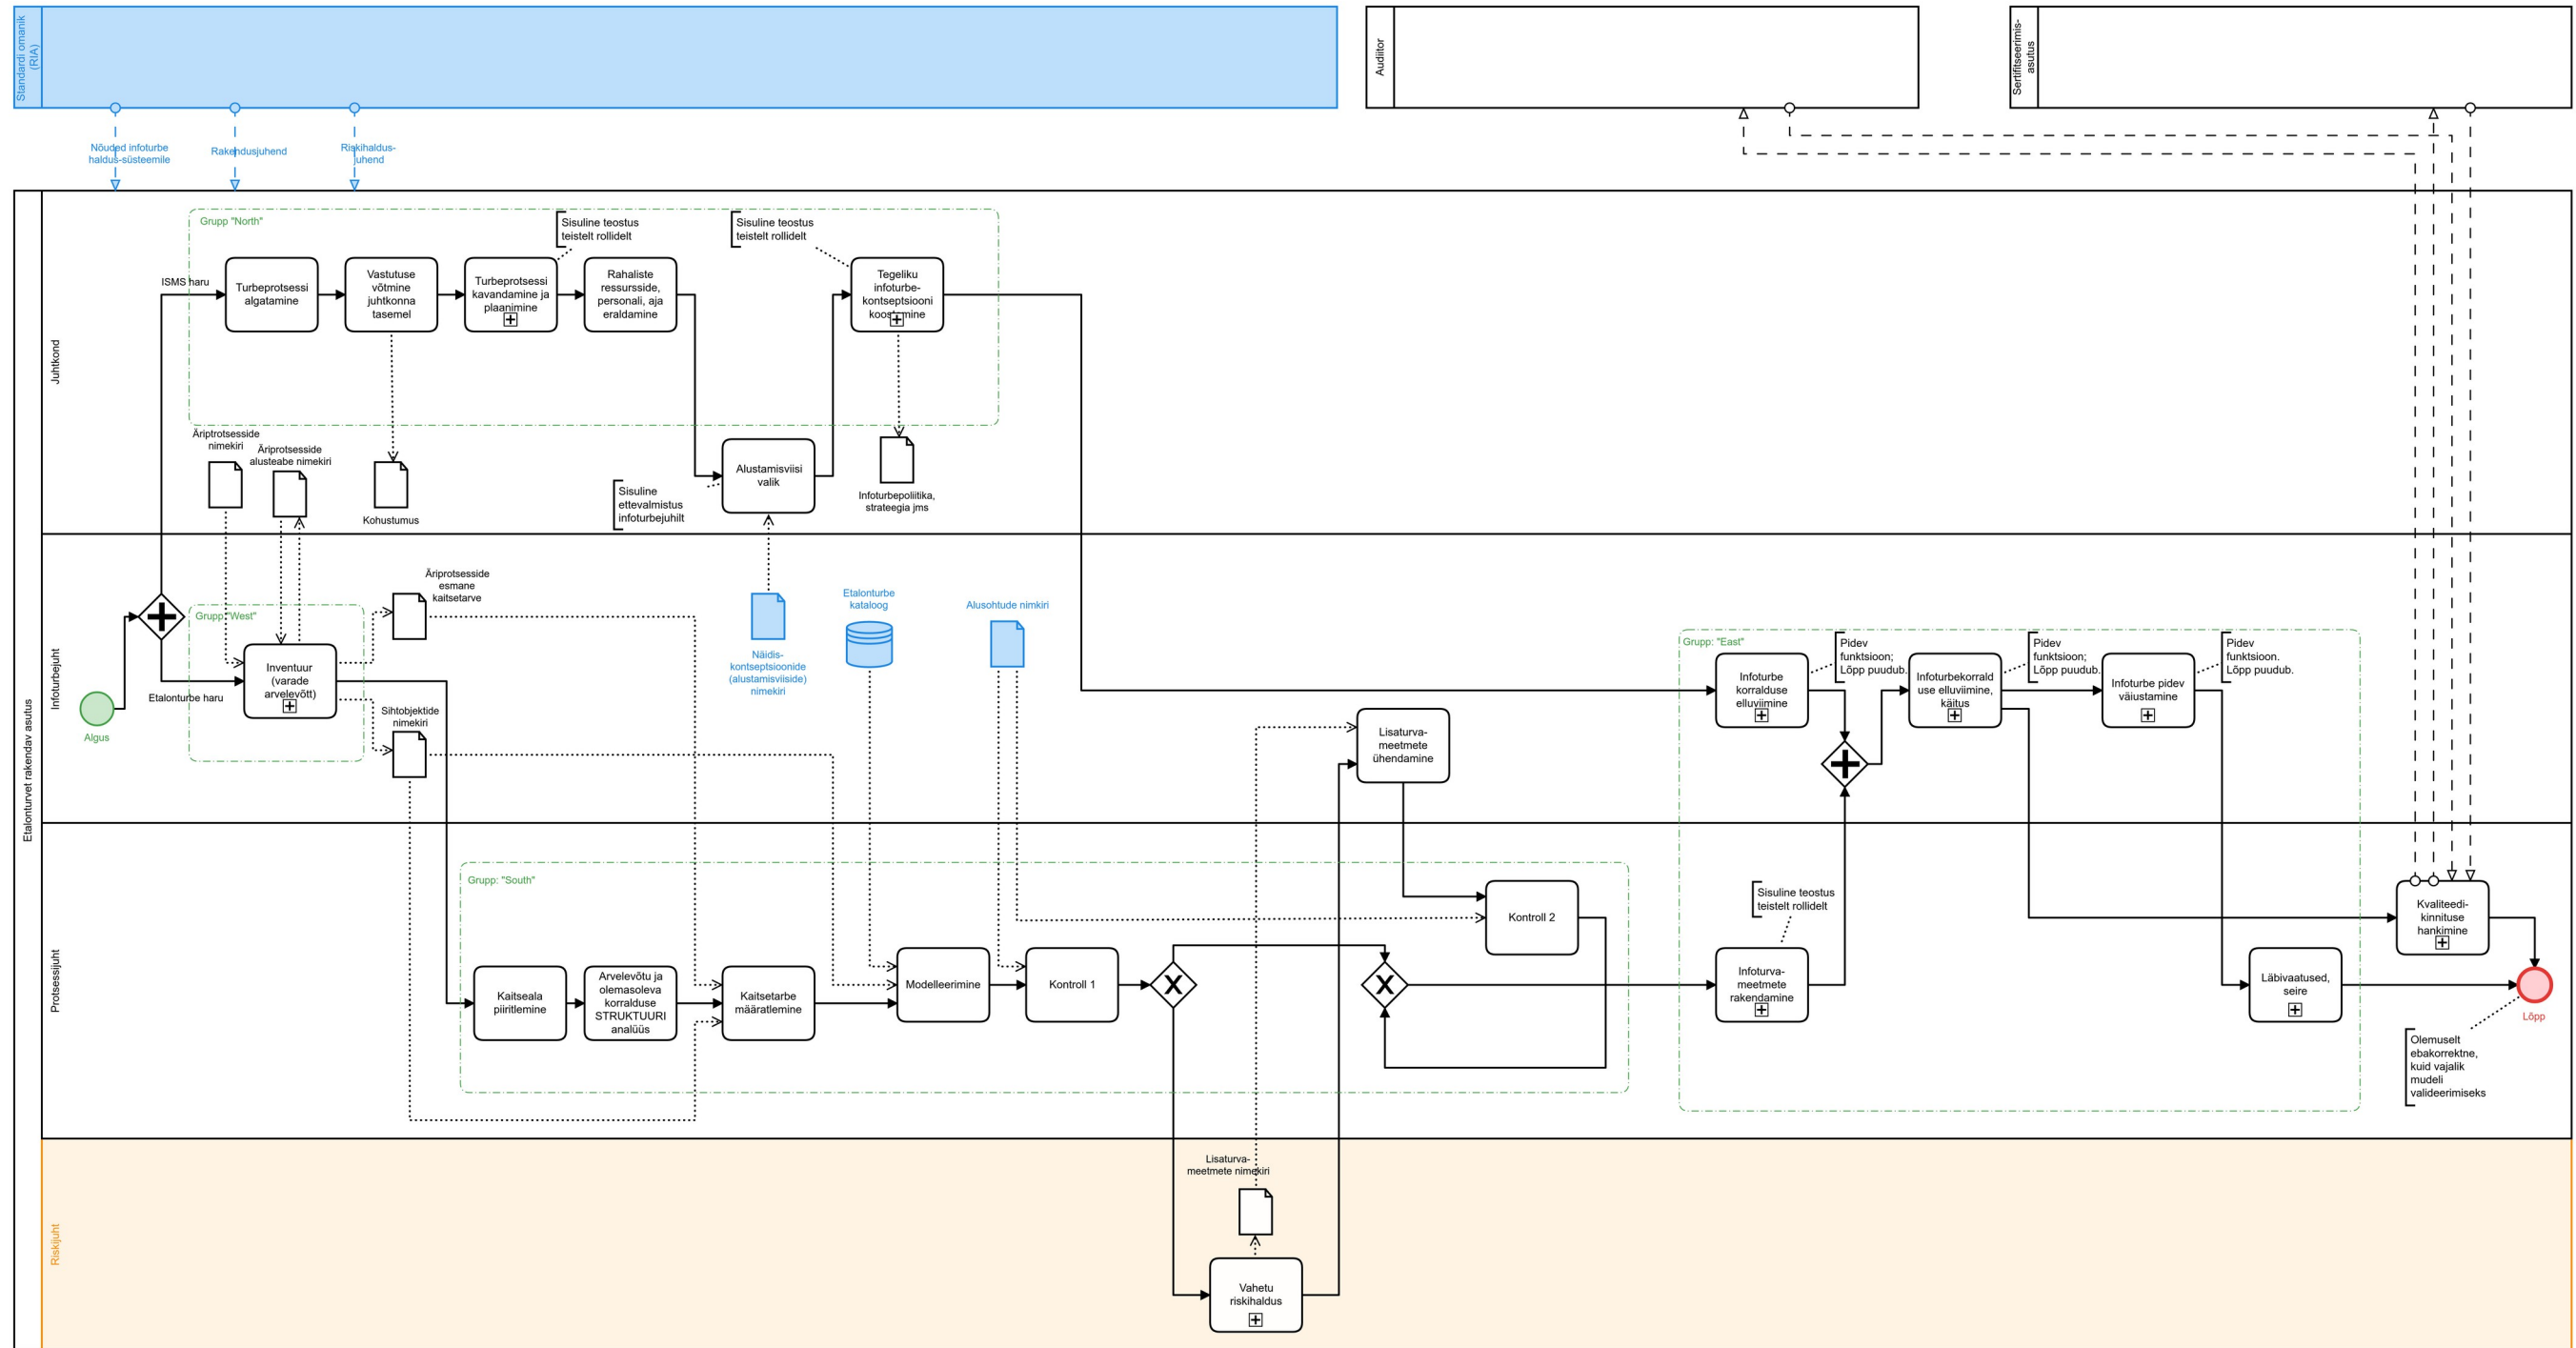 Standardi omanik
(RIA)
Audiitor
Sertifitseerimis-
asutus
Nõuded infoturbe
haldus-süsteemile
Rakendusjuhend
Riskihaldus-
juhend
Etalonturvet rakendav asutus
Juhtkond
Grupp "North"
Sisuline teostus
teistelt rollidelt
Sisuline teostus
teistelt rollidelt
ISMS haru
Turbeprotsessi
algatamine
Vastutuse
võtmine
juhtkonna
tasemel
Turbeprotsessi
kavandamine ja
plaanimine
Rahaliste
ressursside,
personali, aja
eraldamine
Tegeliku
infoturbe-
kontseptsiooni
koostamine
Äriptrotsesside
nimekiri
Äriprotsesside
alusteabe nimekiri
Kohustumus
Sisuline
ettevalmistus
infoturbejuhilt
Alustamisviisi
valik
Infoturbepoliitika,
strateegia jms
Infoturbejuht
Algus
Etalonturbe haru
Grupp: "West"
Inventuur
(varade
arvelevõtt)
Äriprotsesside
esmane
kaitsetarve
Sihtobjektide
nimekiri
Näidis-
kontseptsioonide
(alustamisviiside)
nimekiri
Etalonturbe
kataloog
Alusohtude nimkiri
Lisaturva-
meetmete
ühendamine
Grupp: "East"
Infoturbe
korralduse
elluviimine
Pidev
funktsioon;
Lõpp puudub.
Infoturbekorrald
use elluviimine,
käitus
Pidev
funktsioon;
Lõpp puudub.
Infoturbe pidev
väiustamine
Pidev
funktsioon.
Lõpp puudub.
Protsessijuht
Grupp: "South"
Kaitseala
piiritlemine
Arvelevõtu ja
olemasoleva
korralduse
STRUKTUURI
analüüs
Kaitsetarbe
määratlemine
Modelleerimine
Kontroll 1
Kontroll 2
Sisuline teostus
teistelt rollidelt
Infoturva-
meetmete
rakendamine
Läbivaatused,
seire
Kvaliteedi-
kinnituse
hankimine
Lõpp
Olemuselt
ebakorrektne,
kuid vajalik
mudeli
valideerimiseks
Riskijuht
Lisaturva-
meetmete nimekiri
Vahetu
riskihaldus